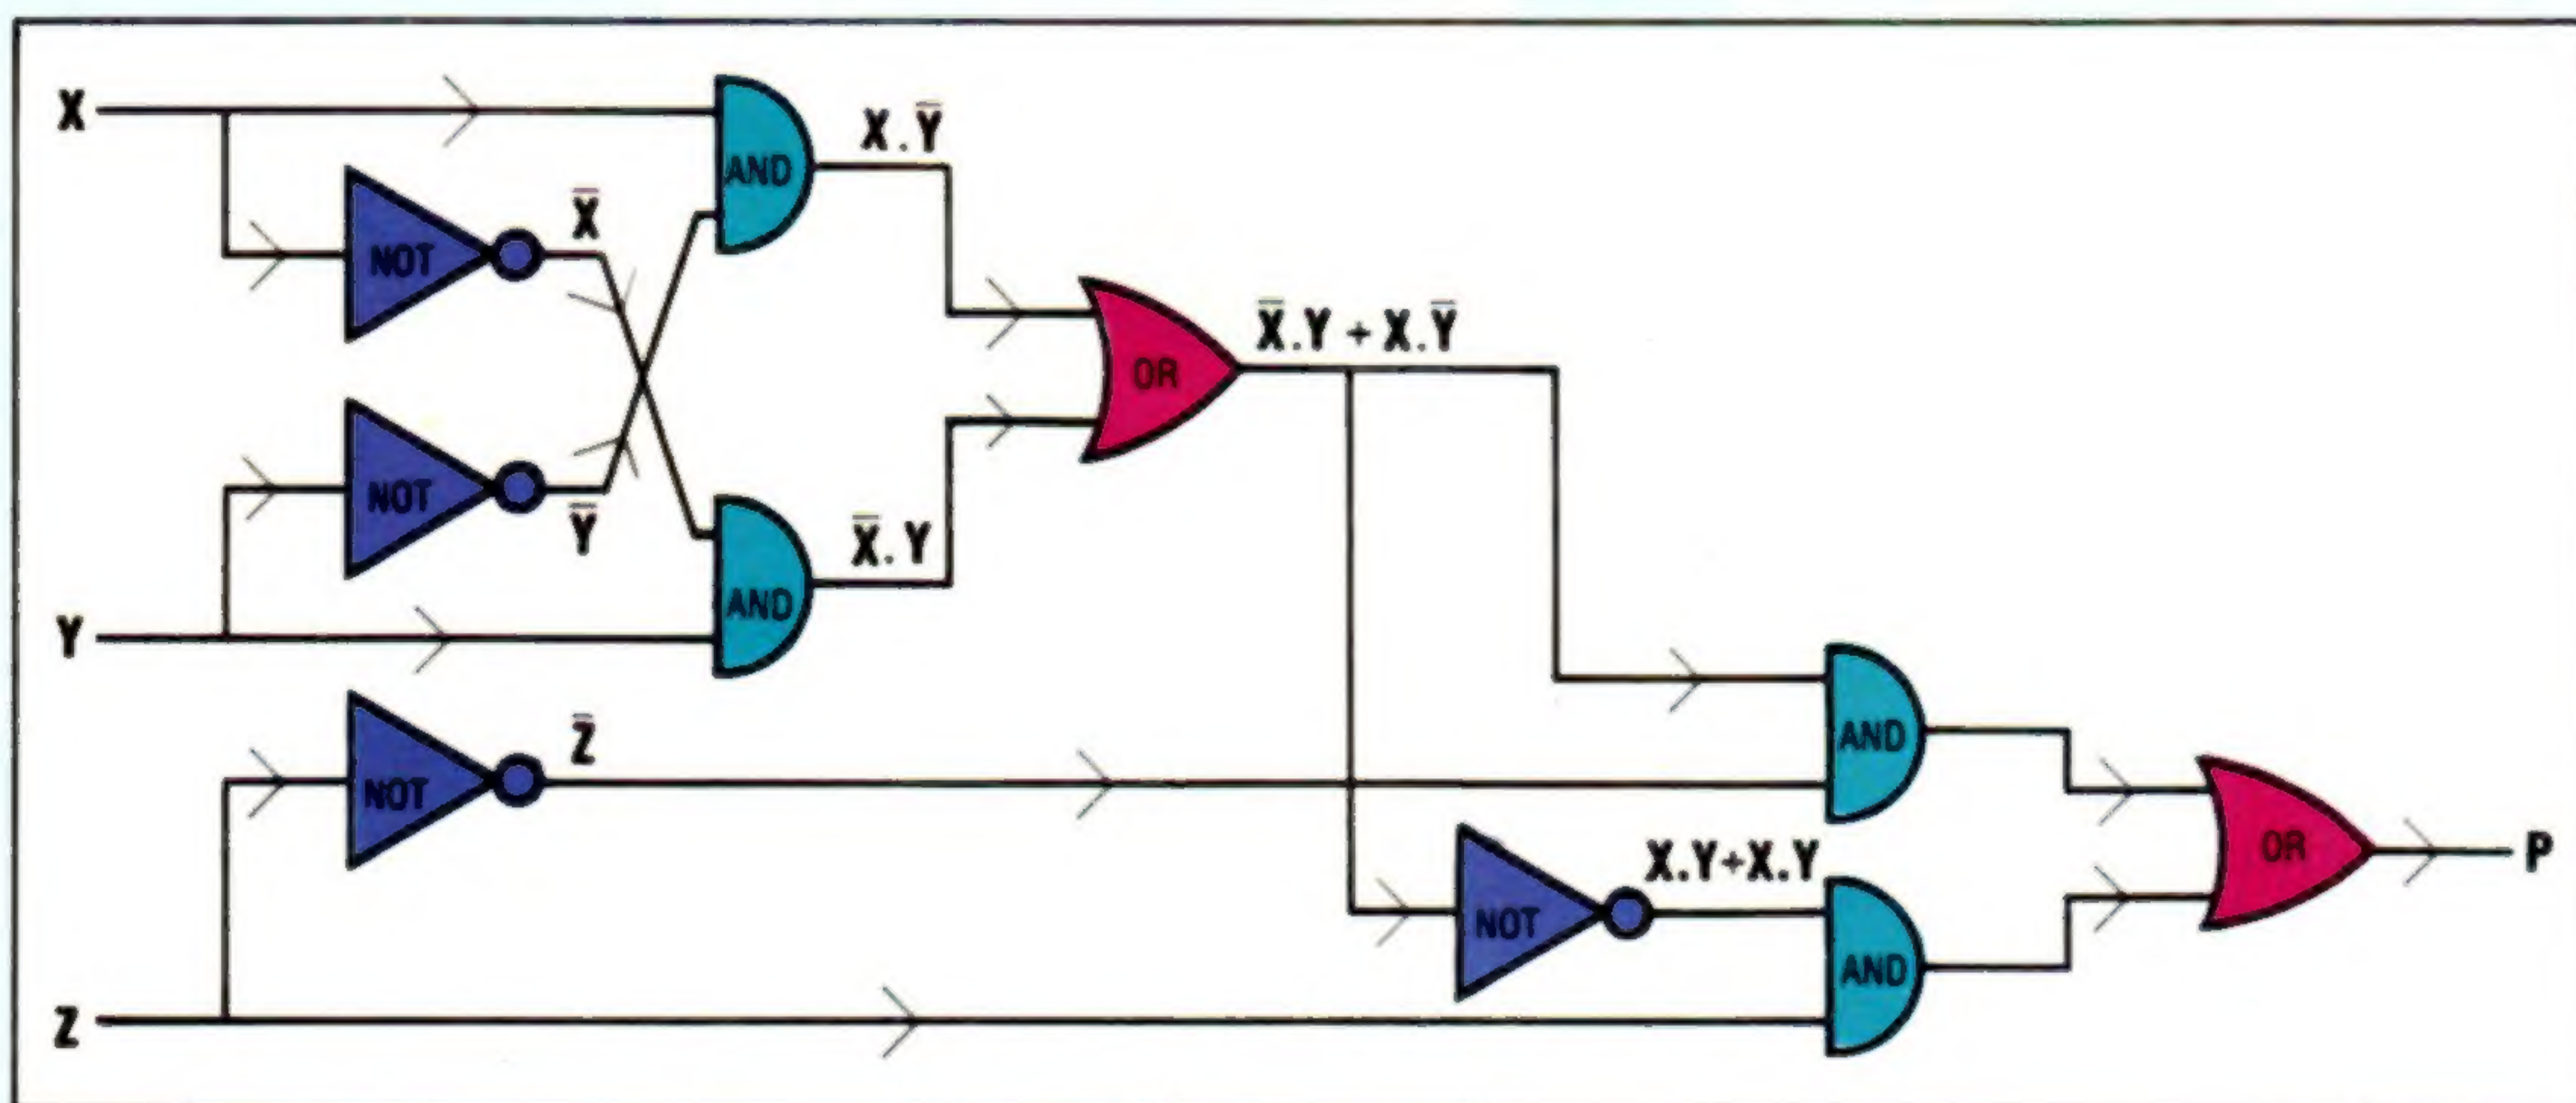 X
AND
X.Y̅
NOT
X̅
OR
X̅.Y + X.Y̅
NOT
Y̅
AND
X̅.Y
Y
NOT
Z̅
AND
OR
P
NOT
X.Y+X.Y
AND
Z